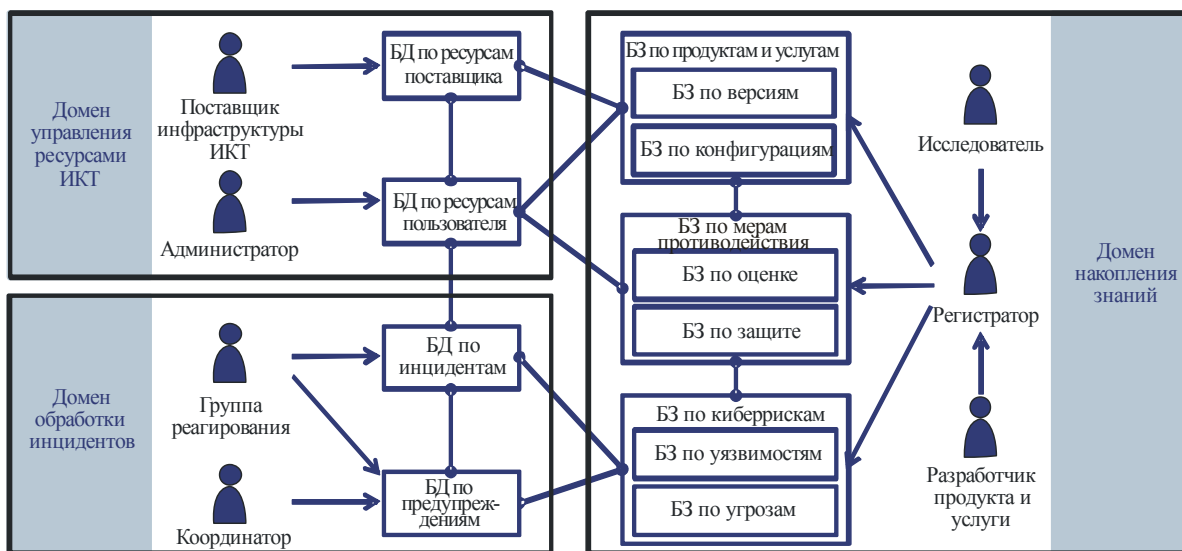 Домен
управления
ресурсами
ИКТ
Поставщик
инфраструктуры
ИКТ
Администратор
БД по ресурсам
поставщика
БД по ресурсам
пользователя
Домен
обработки
инцидентов
Группа
реагирования
Координатор
БД по
инцидентам
БД по
предупреж-
дениям
БЗ по продуктам и услугам
БЗ по версиям
БЗ по конфигурациям
БЗ по мерам
противодействия
БЗ по оценке
БЗ по защите
БЗ по киберрискам
БЗ по уязвимостям
БЗ по угрозам
Исследователь
Регистратор
Разработчик
продукта и
услуги
Домен
накопления
знаний